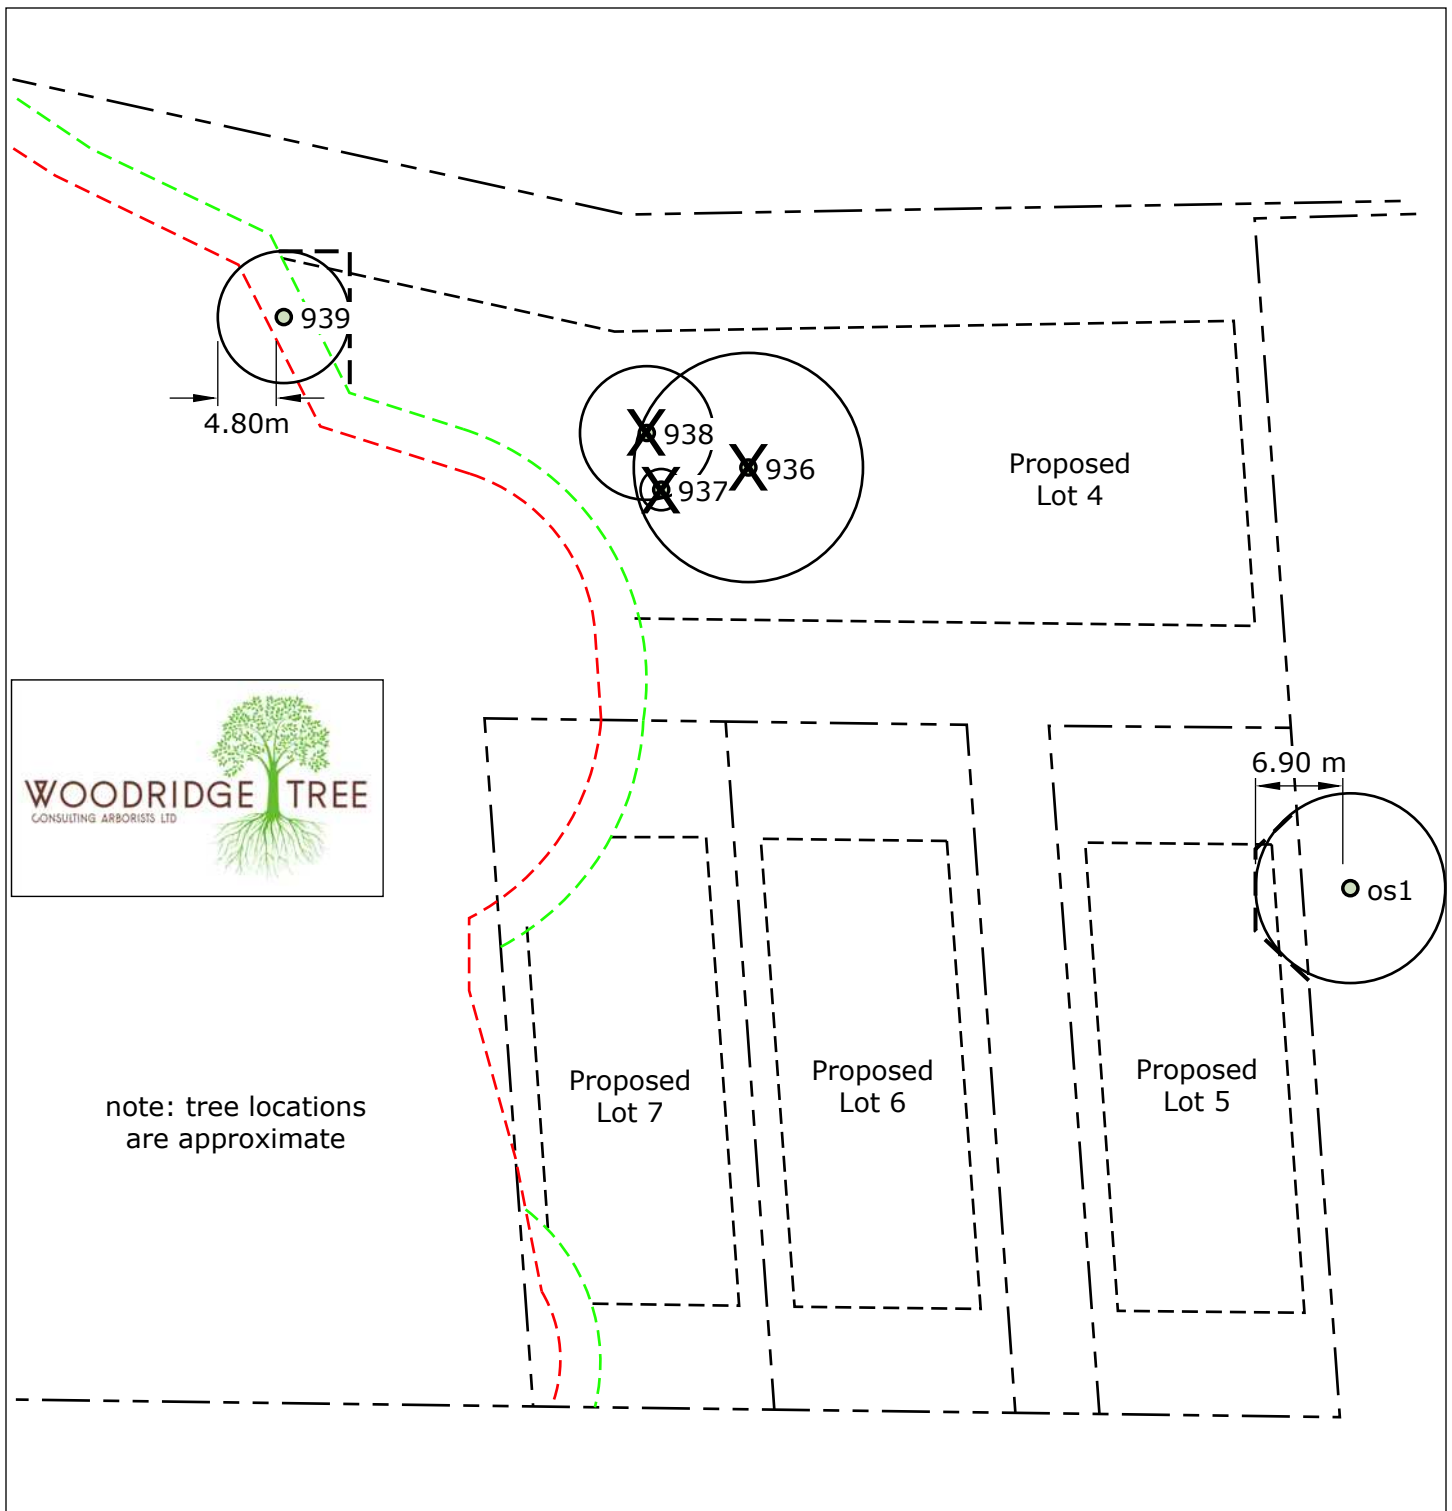 939
4.80m
938
937
936
Proposed
Lot 4
WOODRIDGE TREE
CONSULTING ARBORISTS LTD
6.90 m
os1
Proposed
Lot 7
Proposed
Lot 6
Proposed
Lot 5
note: tree locations
are approximate